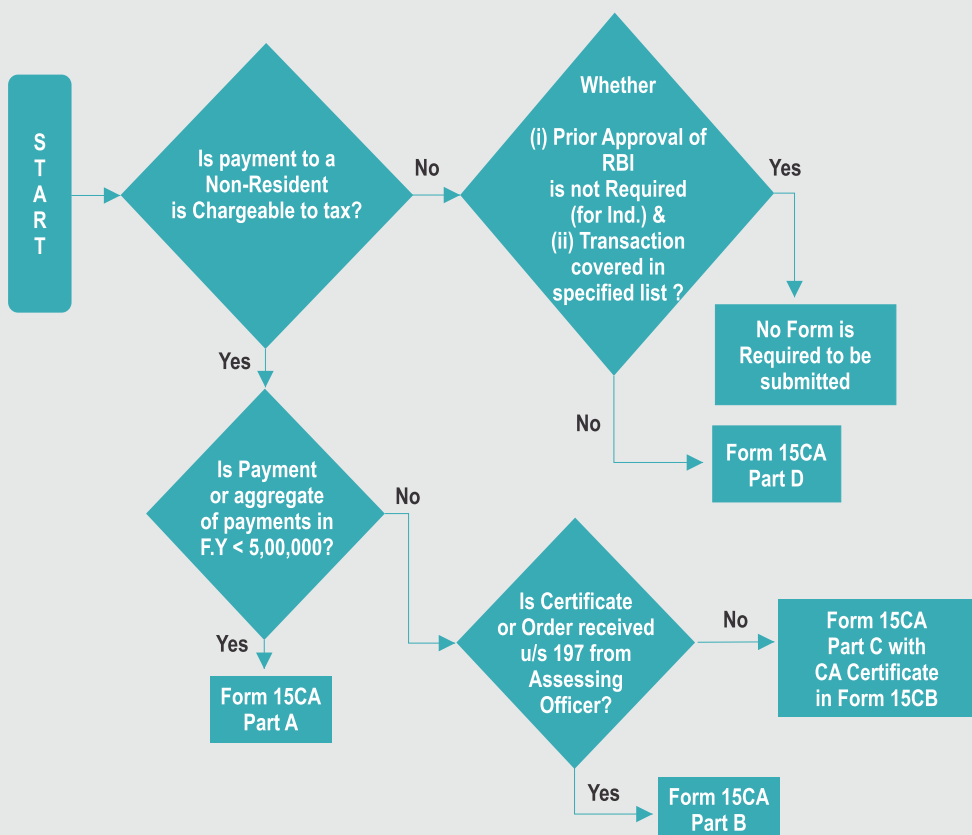 START
Is payment to a
Non-Resident
is Chargeable to tax?
No
Whether
(i) Prior Approval of
RBI
is not Required
(for Ind.) &
(ii) Transaction
covered in
specified list ?
Yes
No Form is
Required to be
submitted
No
Form 15CA
Part D
Yes
Is Payment
or aggregate
of payments in
F.Y < 5,00,000?
No
Is Certificate
or Order received
u/s 197 from
Assessing
Officer?
No
Form 15CA
Part C with
CA Certificate
in Form 15CB
Yes
Form 15CA
Part A
Yes
Form 15CA
Part B